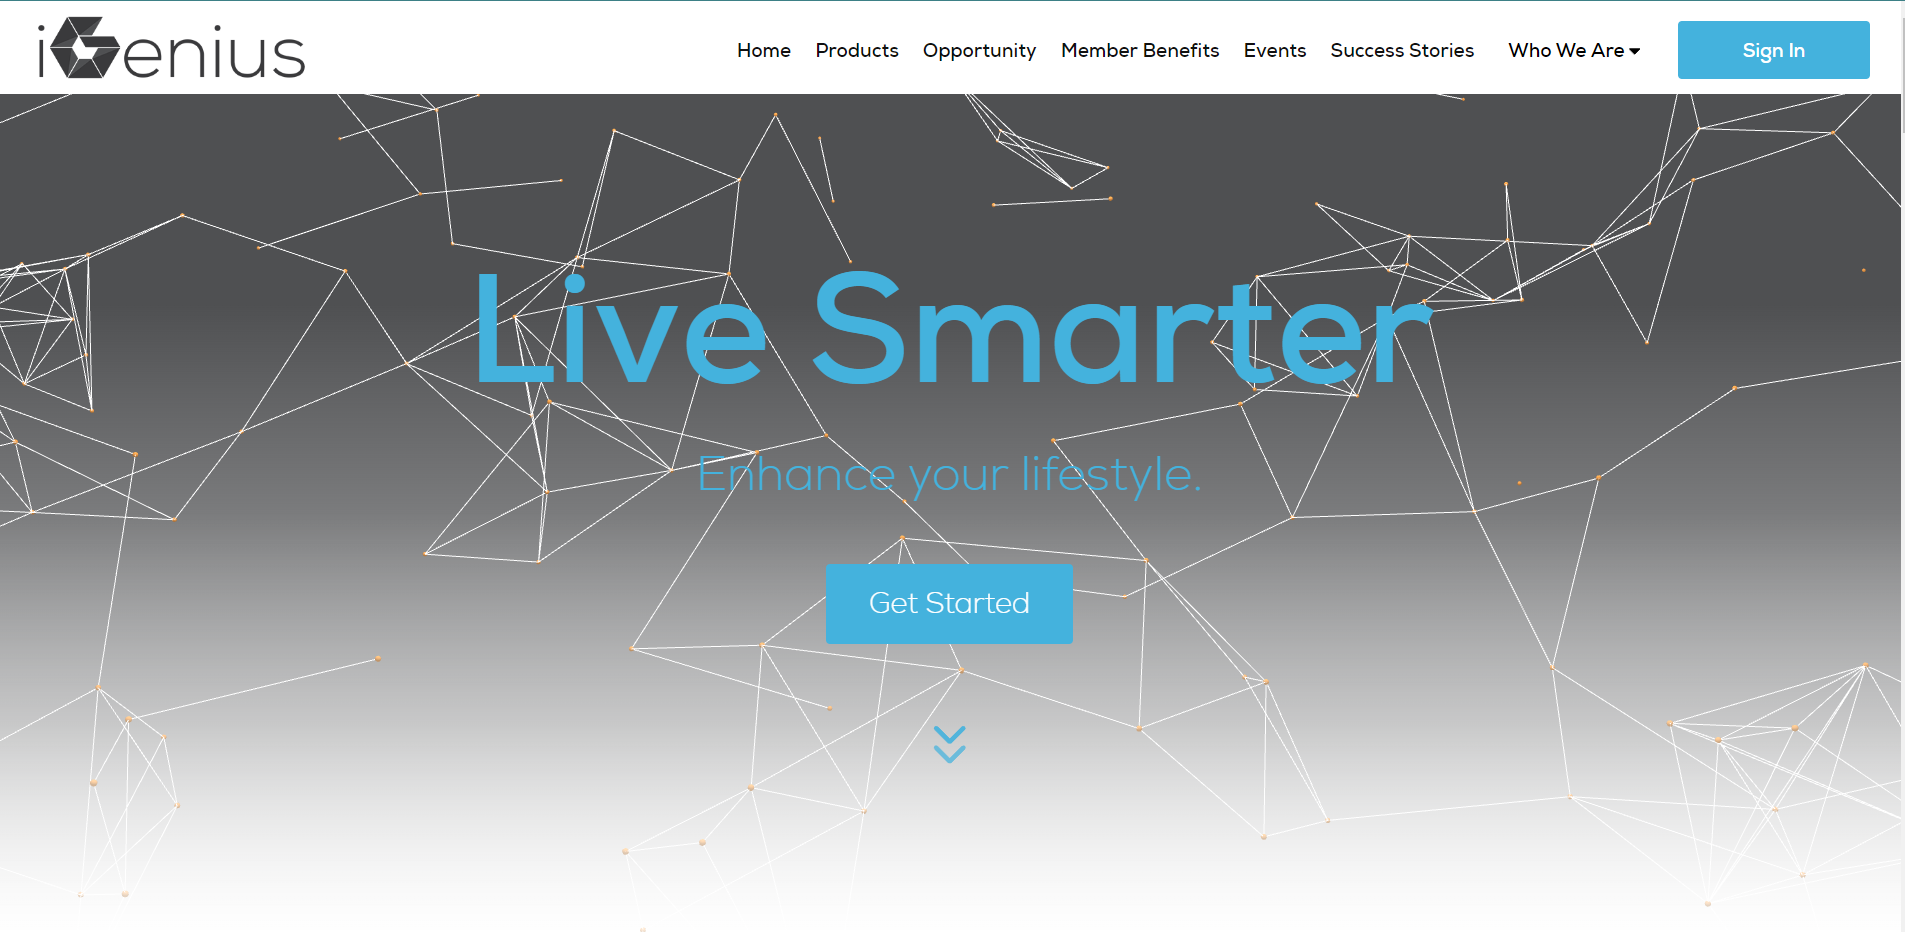 iGenius
Home Products Opportunity Member Benefits Events Success Stories Who We Are Sign In
Live Smarter
Enhance your lifestyle.
Get Started